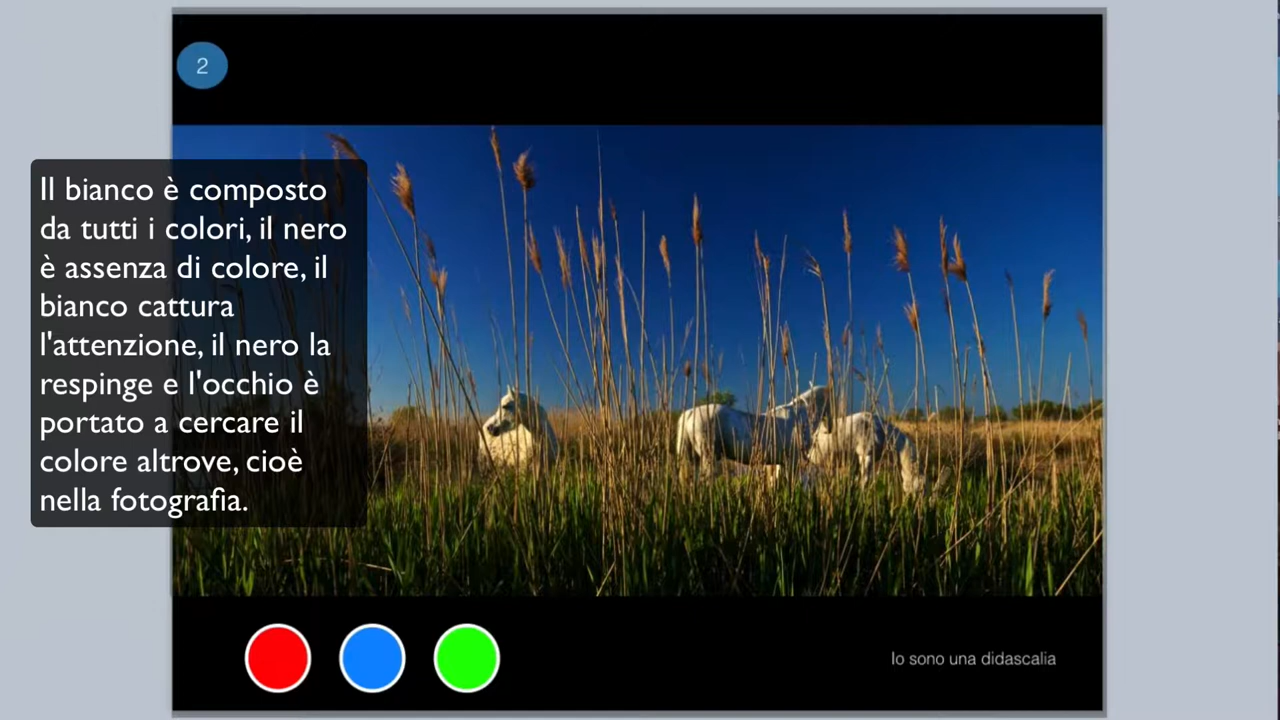 2
Il bianco è composto
da tutti i colori, il nero
è assenza di colore, il
bianco cattura
l'attenzione, il nero la
respinge e l'occhio è
portato a cercare il
colore altrove, cioè
nella fotografia.
Io sono una didascalia